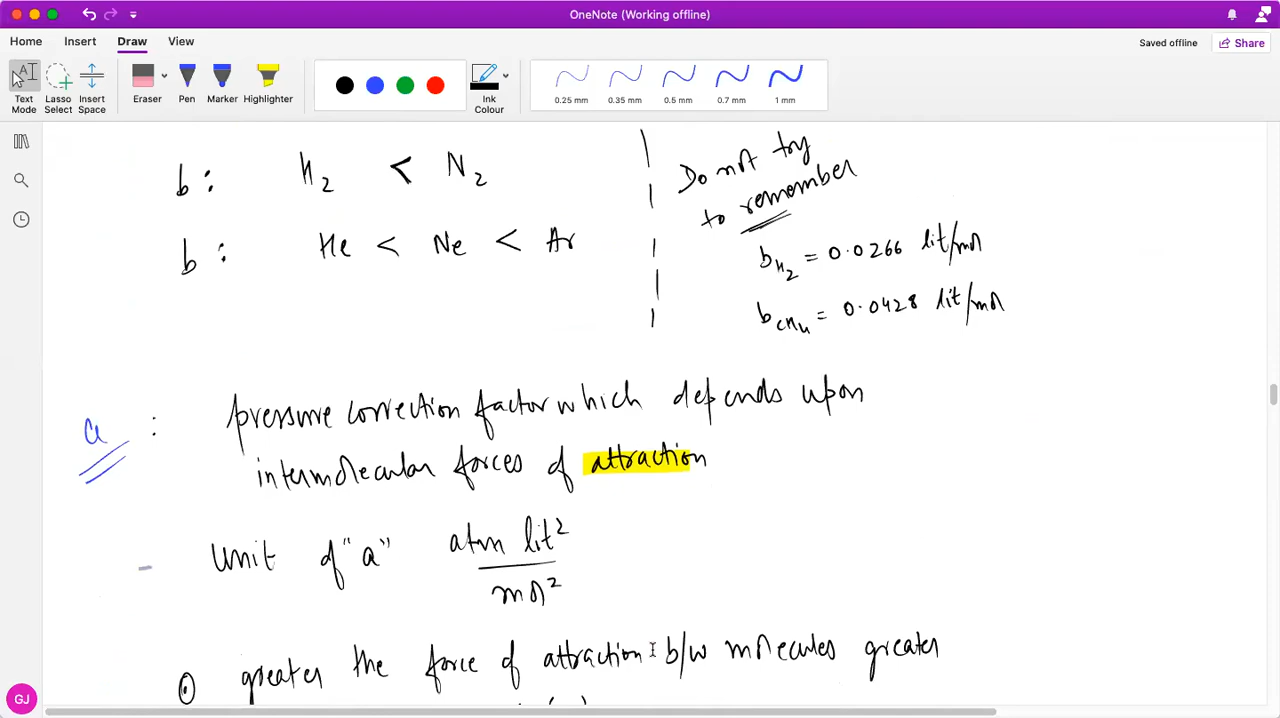 OneNote (Working offline)
Home Insert Draw View
Saved offline Share
Text Mode
Lasso Select
Insert Space
Eraser
Pen
Marker
Highlighter
Ink Colour
0.25 mm 0.35 mm 0.5 mm 0.7 mm 1 mm
b : H₂ < N₂
b : He < Ne < Ar
Do not try
to remember
b_H₂ = 0.0266 lit/mol
b_CH₄ = 0.0428 lit/mol
a : pressure correction factor which depends upon
intermolecular forces of attraction
- Unit of "a" atm lit²
mol²
greater the force of attraction b/w molecules greater
GJ